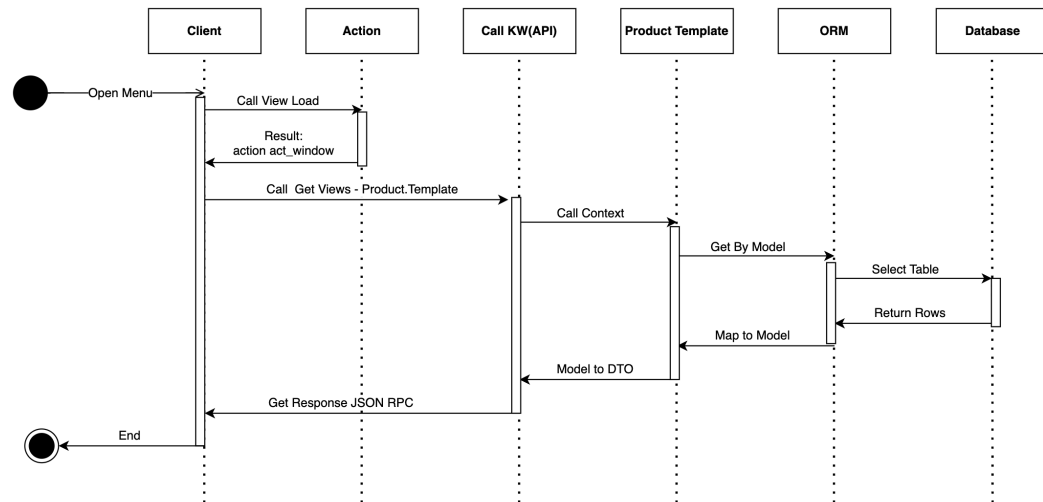 Client
Action
Call KW(API)
Product Template
ORM
Database
Open Menu
Call View Load
Result:
action act_window
Call  Get Views - Product.Template
Call Context
Get By Model
Select Table
Return Rows
Map to Model
Model to DTO
Get Response JSON RPC
End